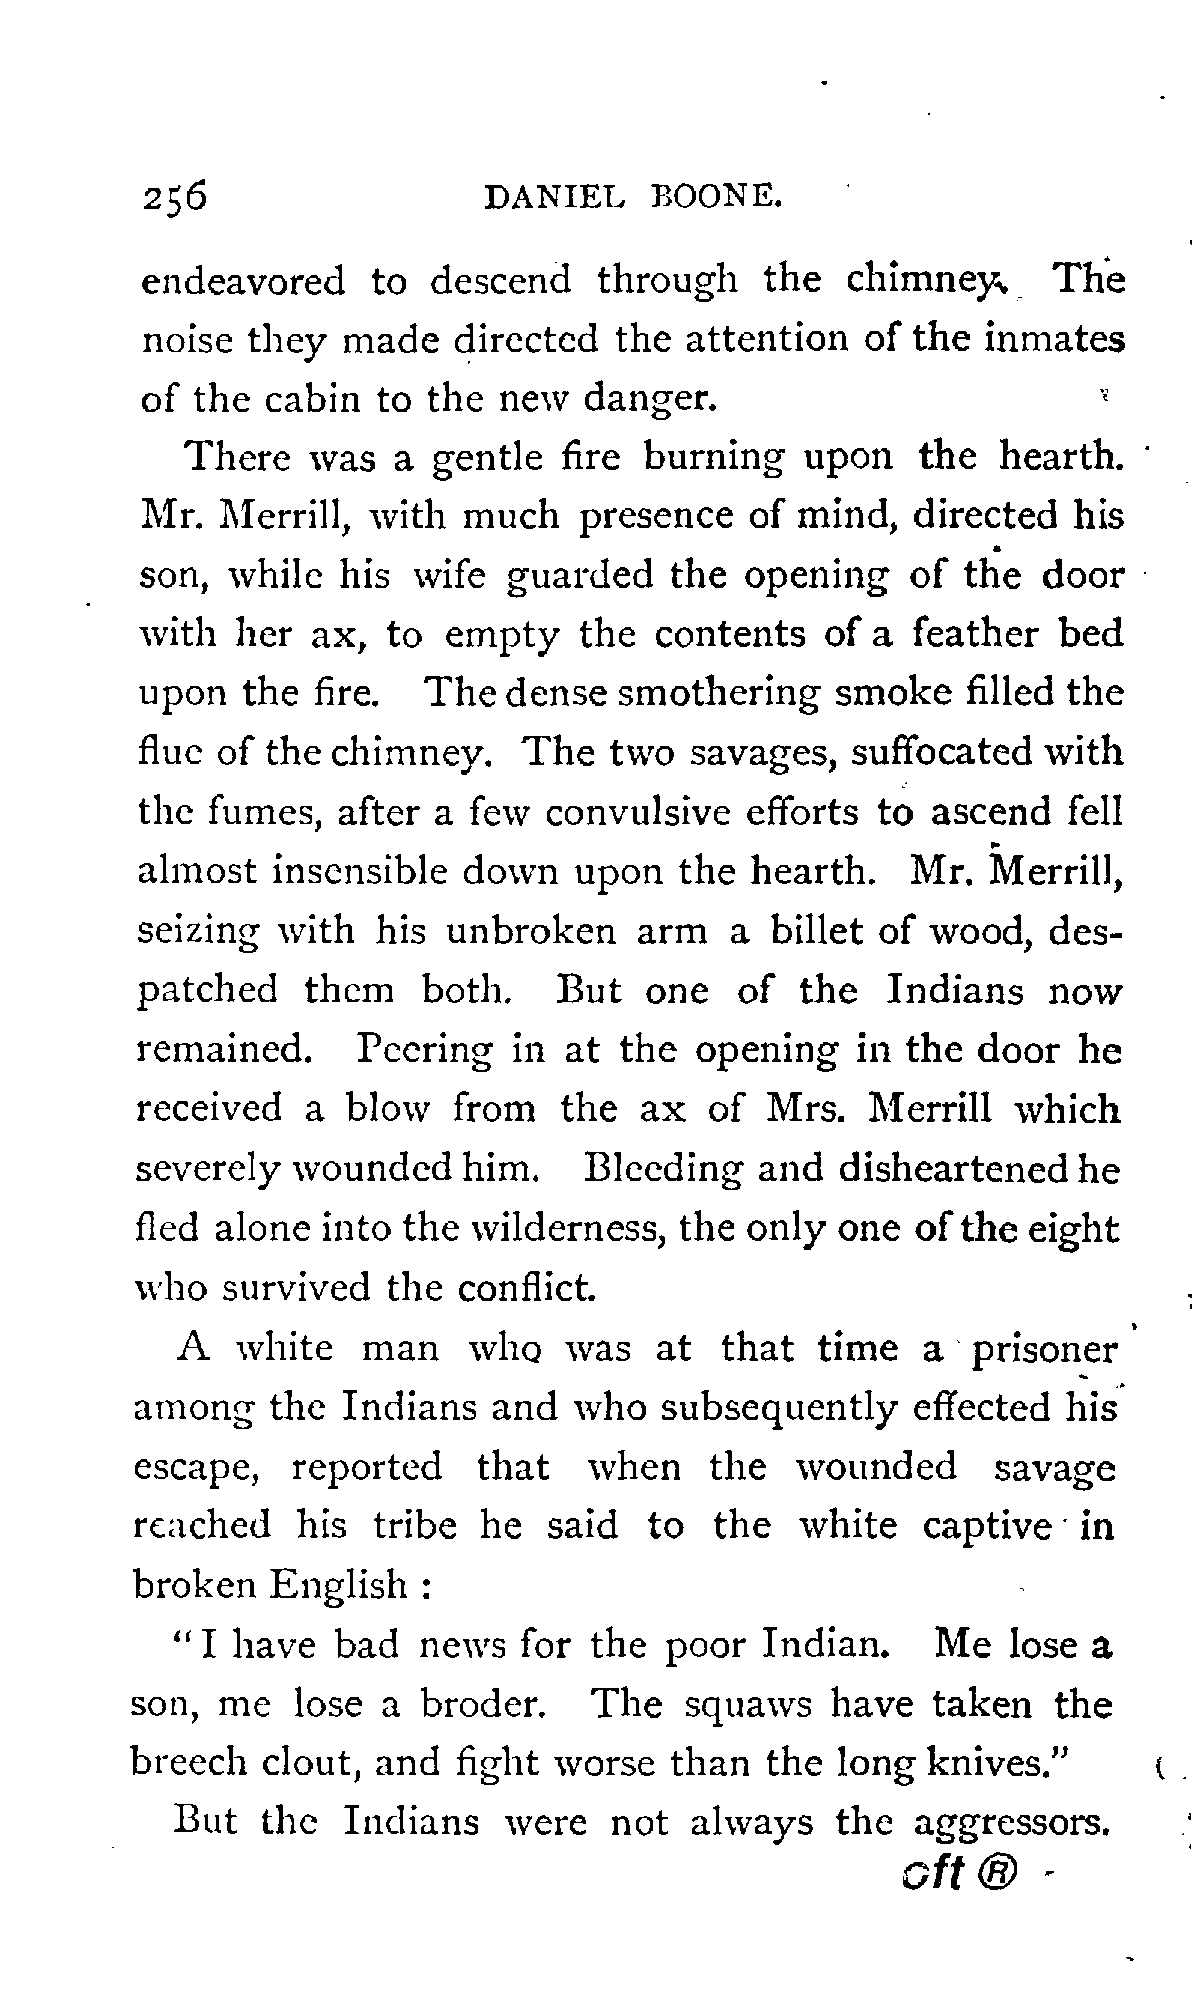 256 DANIEL BOONE.
endeavored to descend through the chimney. The
noise they made directed the attention of the inmates
of the cabin to the new danger.
There was a gentle fire burning upon the hearth.
Mr. Merrill, with much presence of mind, directed his
son, while his wife guarded the opening of the door
with her ax, to empty the contents of a feather bed
upon the fire. The dense smothering smoke filled the
flue of the chimney. The two savages, suffocated with
the fumes, after a few convulsive efforts to ascend fell
almost insensible down upon the hearth. Mr. Merrill,
seizing with his unbroken arm a billet of wood, des-
patched them both. But one of the Indians now
remained. Peering in at the opening in the door he
received a blow from the ax of Mrs. Merrill which
severely wounded him. Bleeding and disheartened he
fled alone into the wilderness, the only one of the eight
who survived the conflict.
A white man who was at that time a prisoner
among the Indians and who subsequently effected his
escape, reported that when the wounded savage
reached his tribe he said to the white captive in
broken English :
"I have bad news for the poor Indian. Me lose a
son, me lose a broder. The squaws have taken the
breech clout, and fight worse than the long knives."
But the Indians were not always the aggressors.
oft ®